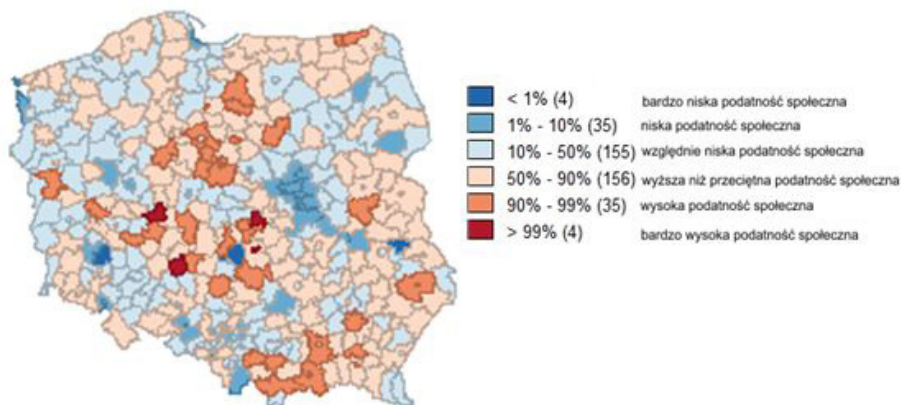 < 1% (4) bardzo niska podatność społeczna
1% - 10% (35) niska podatność społeczna
10% - 50% (155) względnie niska podatność społeczna
50% - 90% (156) wyższa niż przeciętna podatność społeczna
90% - 99% (35) wysoka podatność społeczna
> 99% (4) bardzo wysoka podatność społeczna